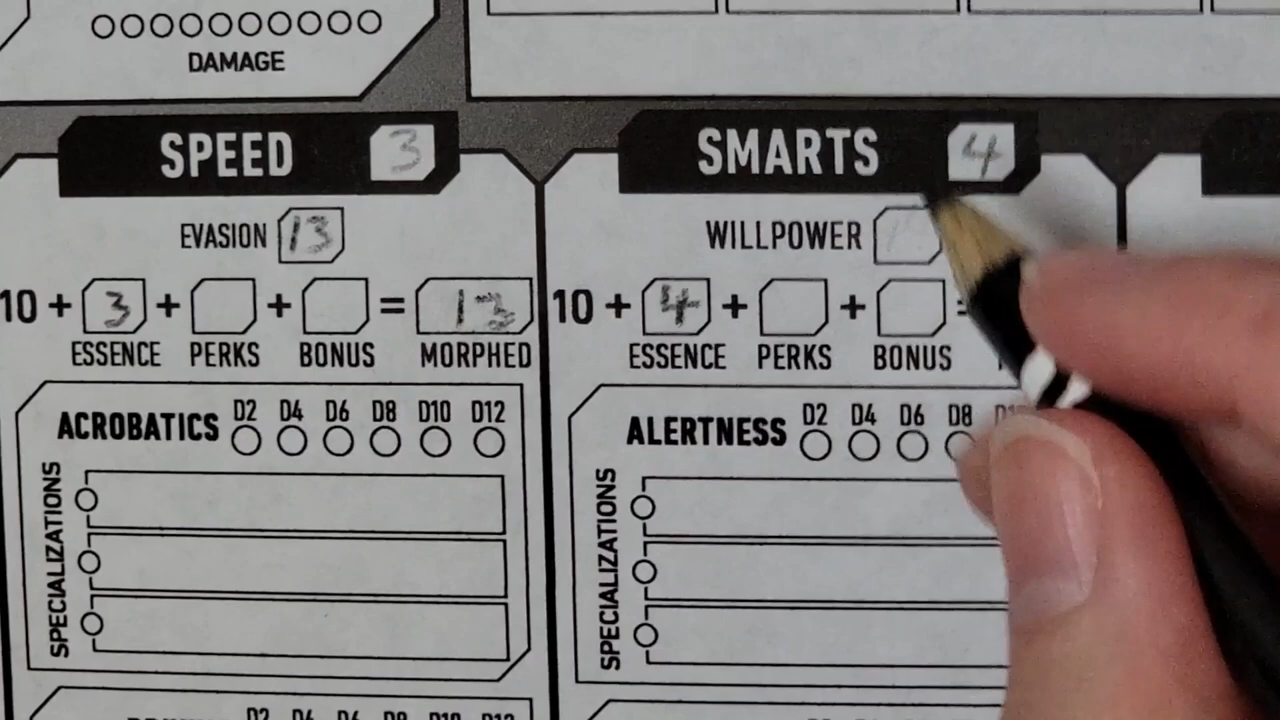 DAMAGE
SPEED 3
EVASION 13
10 + 3 + + = 13
ESSENCE PERKS BONUS MORPHED
ACROBATICS D2 D4 D6 D8 D10 D12
SPECIALIZATIONS
D2 D4 D6 D8 D10 D12
SMARTS 4
WILLPOWER
10 + 4 + +
ESSENCE PERKS BONUS
ALERTNESS D2 D4 D6 D8
SPECIALIZATIONS